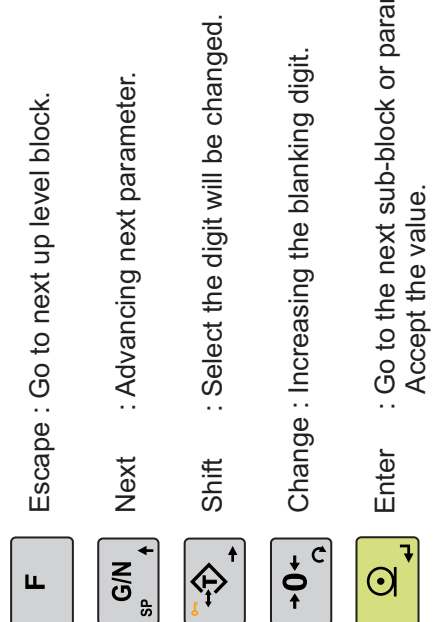 F Escape : Go to next up level block.
G/N SP Next : Advancing next parameter.
T Shift : Select the digit will be changed.
0 Change : Increasing the blanking digit.
Enter : Go to the next sub-block or
Accept the value.